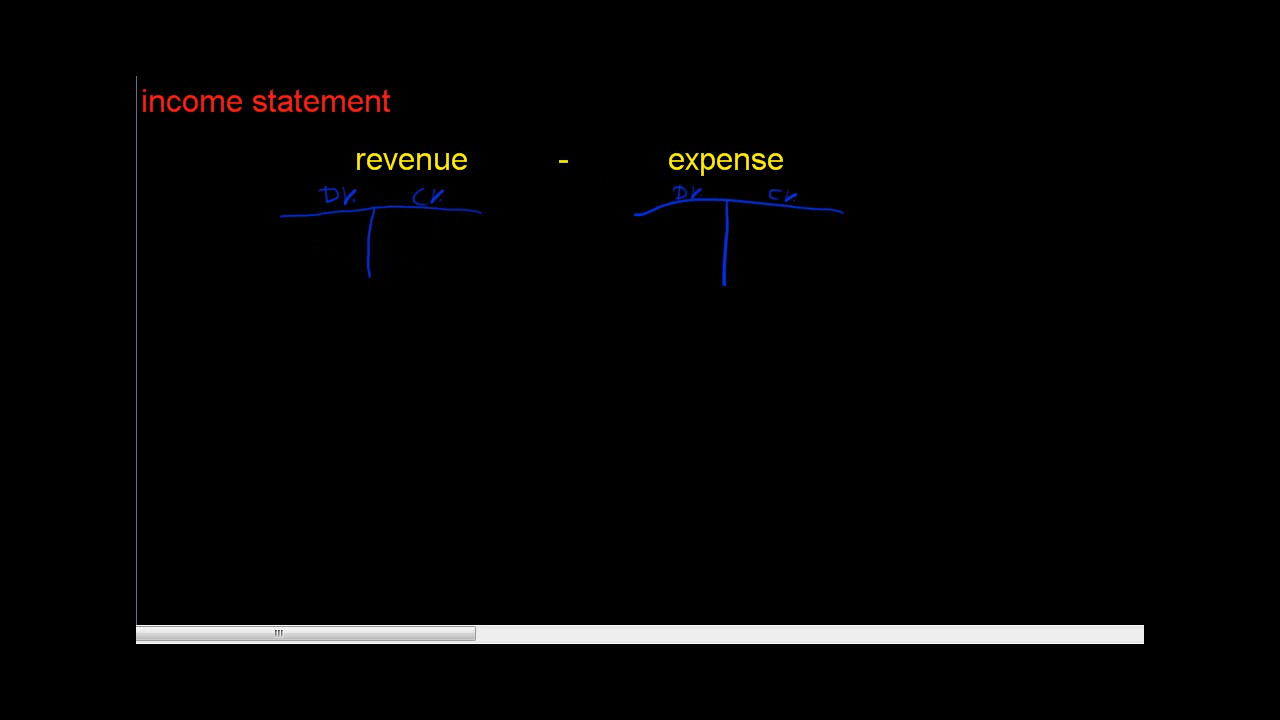 income statement
revenue - expense
Dr. Cr. Dr. Cr.